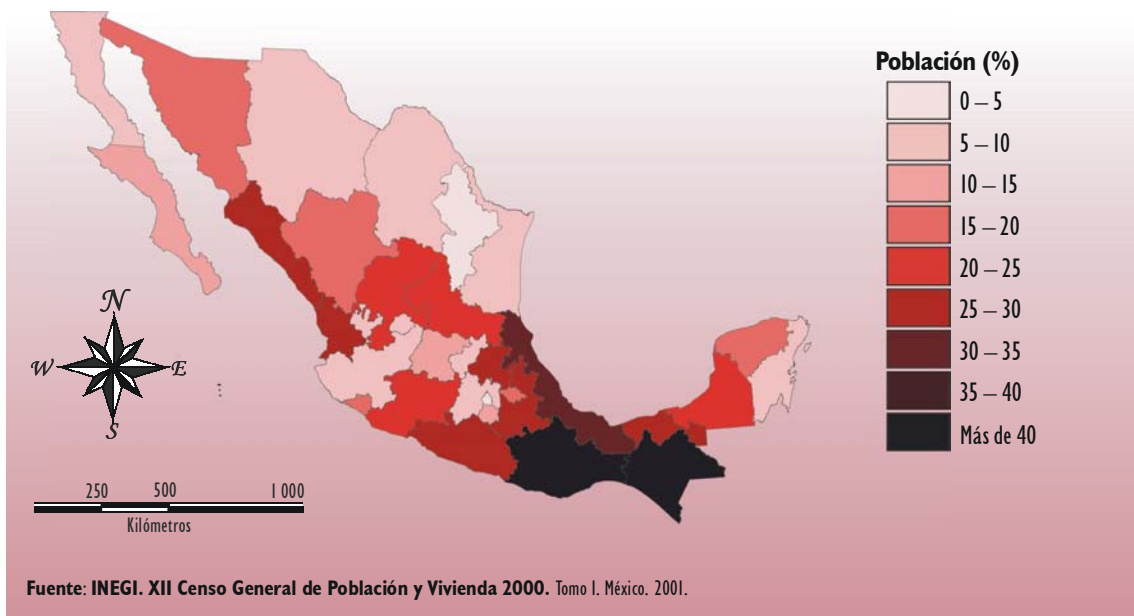 Población (%)
0 – 5
5 – 10
10 – 15
15 – 20
20 – 25
25 – 30
30 – 35
35 – 40
Más de 40
N
W E
S
250 500 1 000
Kilómetros
Fuente: INEGI. XII Censo General de Población y Vivienda 2000. Tomo I. México. 2001.